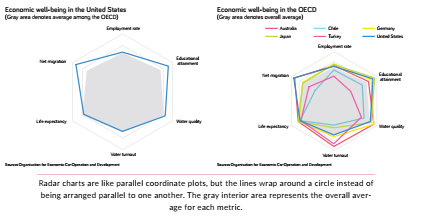 Economic well-being in the United States
(Gray area denotes average among the OECD)
Employment rate
Net migration
Educational
attainment
Life expectancy
Water quality
Voter turnout
Source: Organization for Economic Co-Operation and Development
Economic well-being in the OECD
(Gray area denotes overall average)
Australia
Chile
Germany
Japan
Turkey
United States
Employment rate
Net migration
Educational
attainment
Life expectancy
Water quality
Voter turnout
Source: Organization for Economic Co-Operation and Development
Radar charts are like parallel coordinate plots, but the lines wrap around a circle instead of
being arranged parallel to one another. The gray interior area represents the overall aver-
age for each metric.